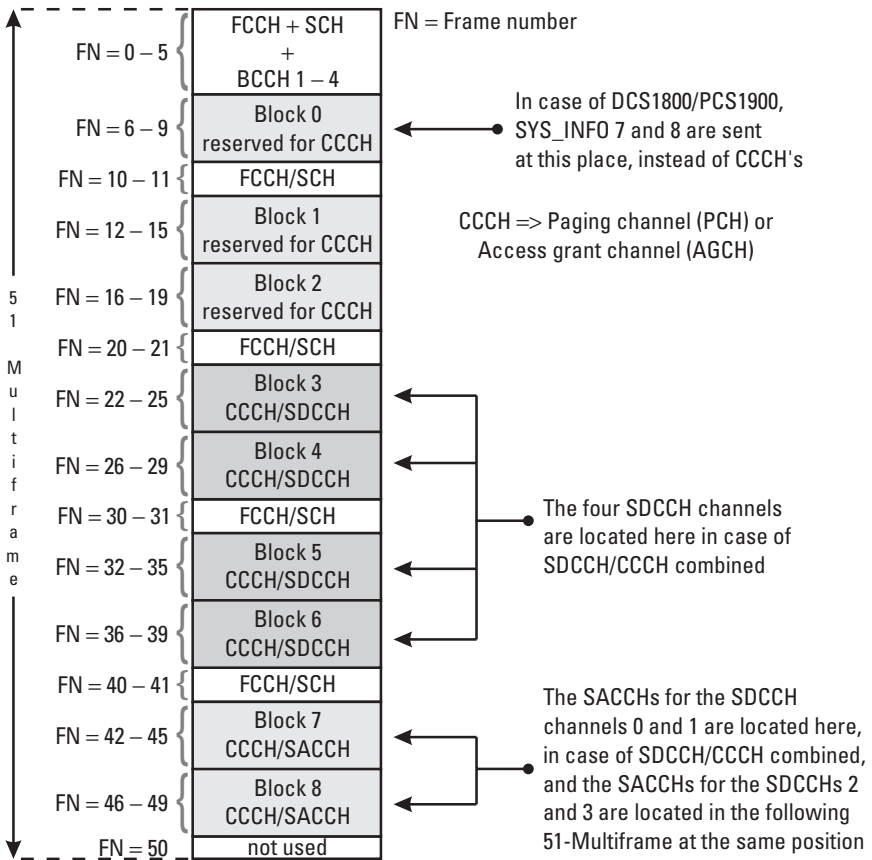 FN = Frame number
FN = 0 – 5
FCCH + SCH
+
BCCH 1 – 4
FN = 6 – 9
Block 0
reserved for CCCH
In case of DCS1800/PCS1900,
SYS_INFO 7 and 8 are sent
at this place, instead of CCCH's
FN = 10 – 11
FCCH/SCH
FN = 12 – 15
Block 1
reserved for CCCH
CCCH => Paging channel (PCH) or
Access grant channel (AGCH)
FN = 16 – 19
Block 2
reserved for CCCH
51 Multiframe
FN = 20 – 21
FCCH/SCH
FN = 22 – 25
Block 3
CCCH/SDCCH
FN = 26 – 29
Block 4
CCCH/SDCCH
FN = 30 – 31
FCCH/SCH
The four SDCCH channels
are located here in case of
SDCCH/CCCH combined
FN = 32 – 35
Block 5
CCCH/SDCCH
FN = 36 – 39
Block 6
CCCH/SDCCH
FN = 40 – 41
FCCH/SCH
FN = 42 – 45
Block 7
CCCH/SACCH
The SACCHs for the SDCCH
channels 0 and 1 are located here,
in case of SDCCH/CCCH combined,
and the SACCHs for the SDCCHs 2
and 3 are located in the following
51-Multiframe at the same position
FN = 46 – 49
Block 8
CCCH/SACCH
FN = 50
not used